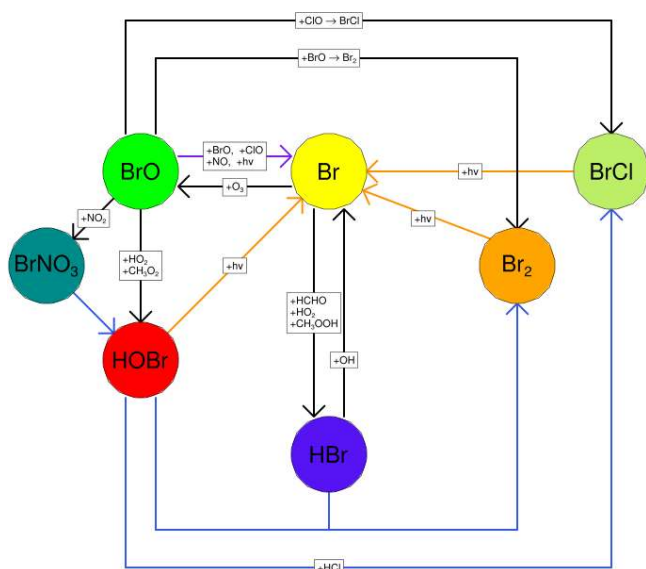 +ClO → BrCl
+BrO → Br₂
BrO
+BrO, +ClO
+NO, +hv
Br
+hv
BrCl
+O₃
+NO₂
+hv
+HO₂
+CH₃O₂
BrNO₃
+hv
Br₂
+HCHO
+HO₂
+CH₃OOH
HOBr
+OH
HBr
+HCl